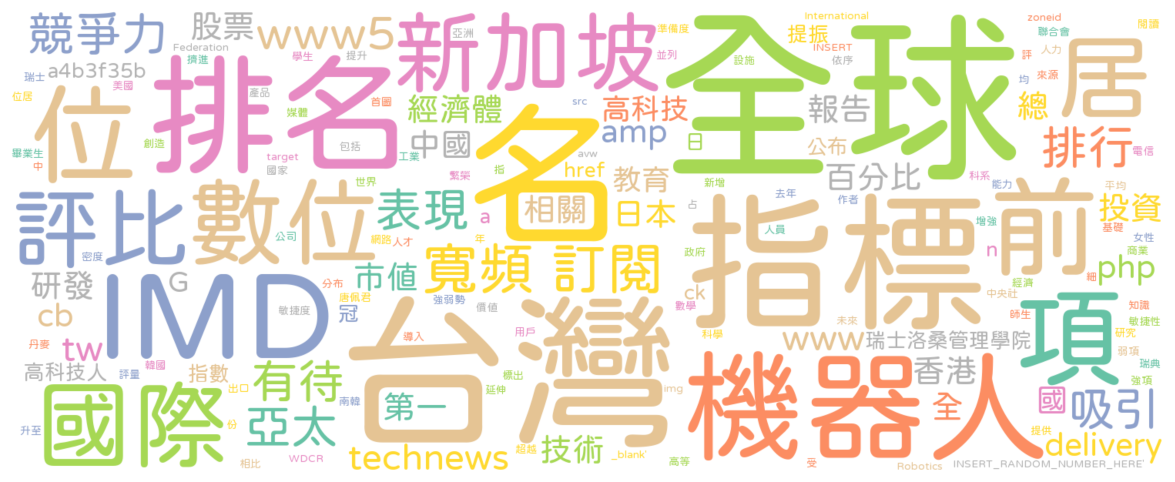 競爭力
股票
www5
新加坡
全球
居
排名
位
a4b3f35b
Federation
擠進
提升
學生
瑞士
位居
美國
產品
首圖
媒體
亞洲
準備度
並列
設施
International
提振
INSERT
依序
zoneid
聯合會
閱讀
人力
評
均
來源
總
經濟體
中國
高科技
amp
src
報告
公布
日
排行
電信
創造
畢業生
中
target
國家
包括
工業
繁榮
avw
href
指
名
教育
百分比
科系
能力
平均
新增
去年
作者
世界
評比
數位
公司
網路
人才
年
表現
a
相關
日本
占
人員
政府
指標
前
增強
基礎
投資
女性
商業
n
細
php
密度
研發
G
市值
寬頻
訂閱
ck
數學
經濟
中央社
IMD
cb
tw
丹麥
敏捷度
分布
唐佩君
冠
強弱勢
價值
台灣
導入
用戶
科學
未來
項
知識
師生
敏捷性
研究
www
瑞士洛桑管理學院
弱項
瑞典
強項
高科技人
評量
韓國
指數
出口
有待
南韓
標出
延伸
第一
img
機器人
香港
全
國
吸引
國際
升至
份
亞太
相比
WDCR
technews
超越
_blank'
技術
高等
受
Robotics
提供
delivery
INSERT_RANDOM_NUMBER_HERE'